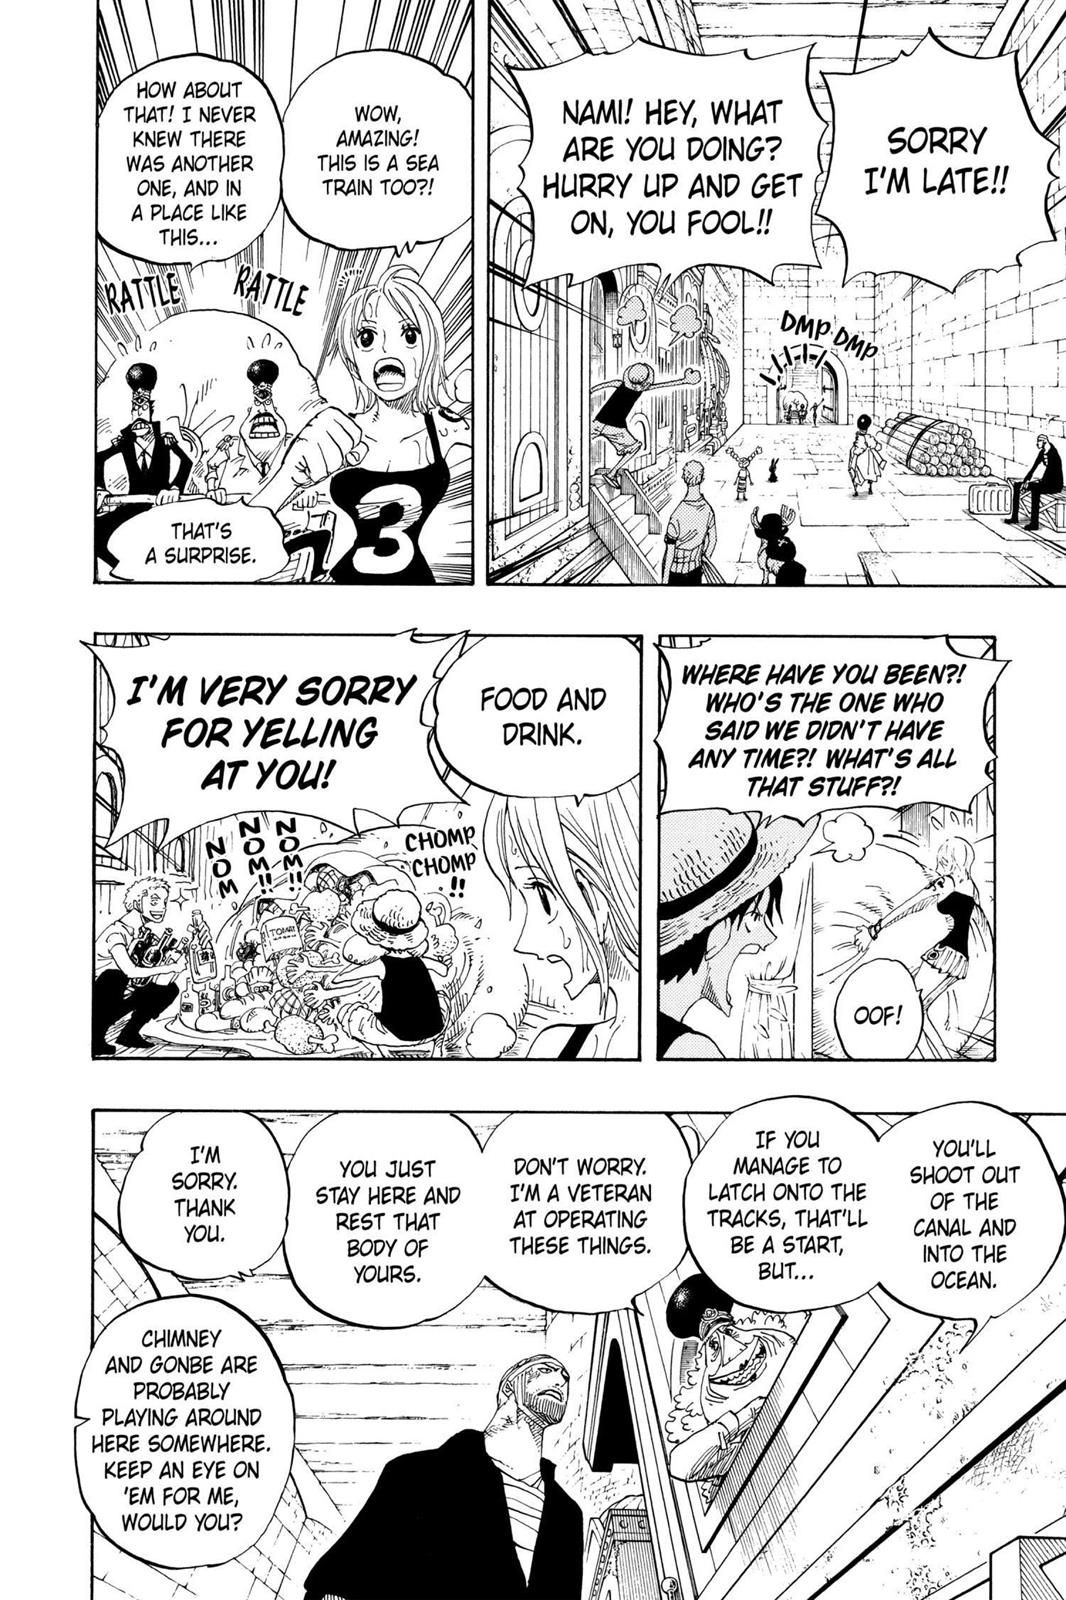 SORRY
I'M LATE!!
NAMI! HEY, WHAT
ARE YOU DOING?
HURRY UP AND GET
ON, YOU FOOL!!
DMP DMP
WOW,
AMAZING!
THIS IS A SEA
TRAIN TOO?!
HOW ABOUT
THAT! I NEVER
KNEW THERE
WAS ANOTHER
ONE, AND IN
A PLACE LIKE
THIS...
RATTLE
RATTLE
3
THAT'S
A SURPRISE.
WHERE HAVE YOU BEEN?!
WHO'S THE ONE WHO
SAID WE DIDN'T HAVE
ANY TIME?! WHAT'S ALL
THAT STUFF?!
OOF!
FOOD AND
DRINK.
I'M VERY SORRY
FOR YELLING
AT YOU!
CHOMP
CHOMP
!!
NOM!!
NOM!!
NOM
TOMAT
YOU'LL
SHOOT OUT
OF THE
CANAL AND
INTO THE
OCEAN.
IF YOU
MANAGE TO
LATCH ONTO THE
TRACKS, THAT'LL
BE A START,
BUT...
DON'T WORRY.
I'M A VETERAN
AT OPERATING
THESE THINGS.
YOU JUST
STAY HERE AND
REST THAT
BODY OF
YOURS.
I'M
SORRY.
THANK
YOU.
CHIMNEY
AND GONBE ARE
PROBABLY
PLAYING AROUND
HERE SOMEWHERE.
KEEP AN EYE ON
'EM FOR ME,
WOULD YOU?